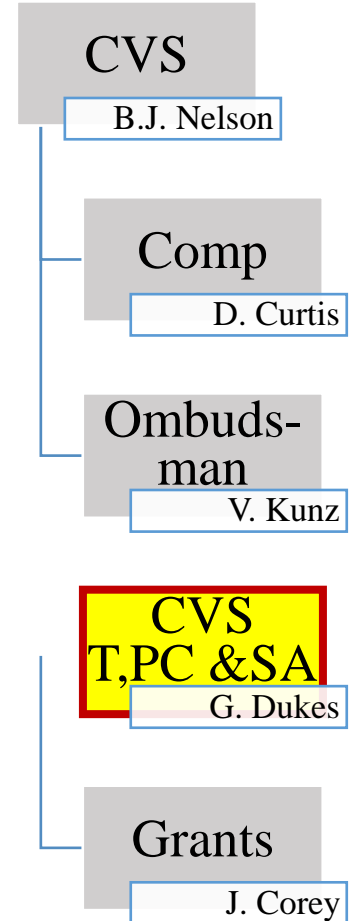 CVS
B.J. Nelson
Comp
D. Curtis
Ombuds-
man
V. Kunz
CVS
T,PC &SA
G. Dukes
Grants
J. Corey